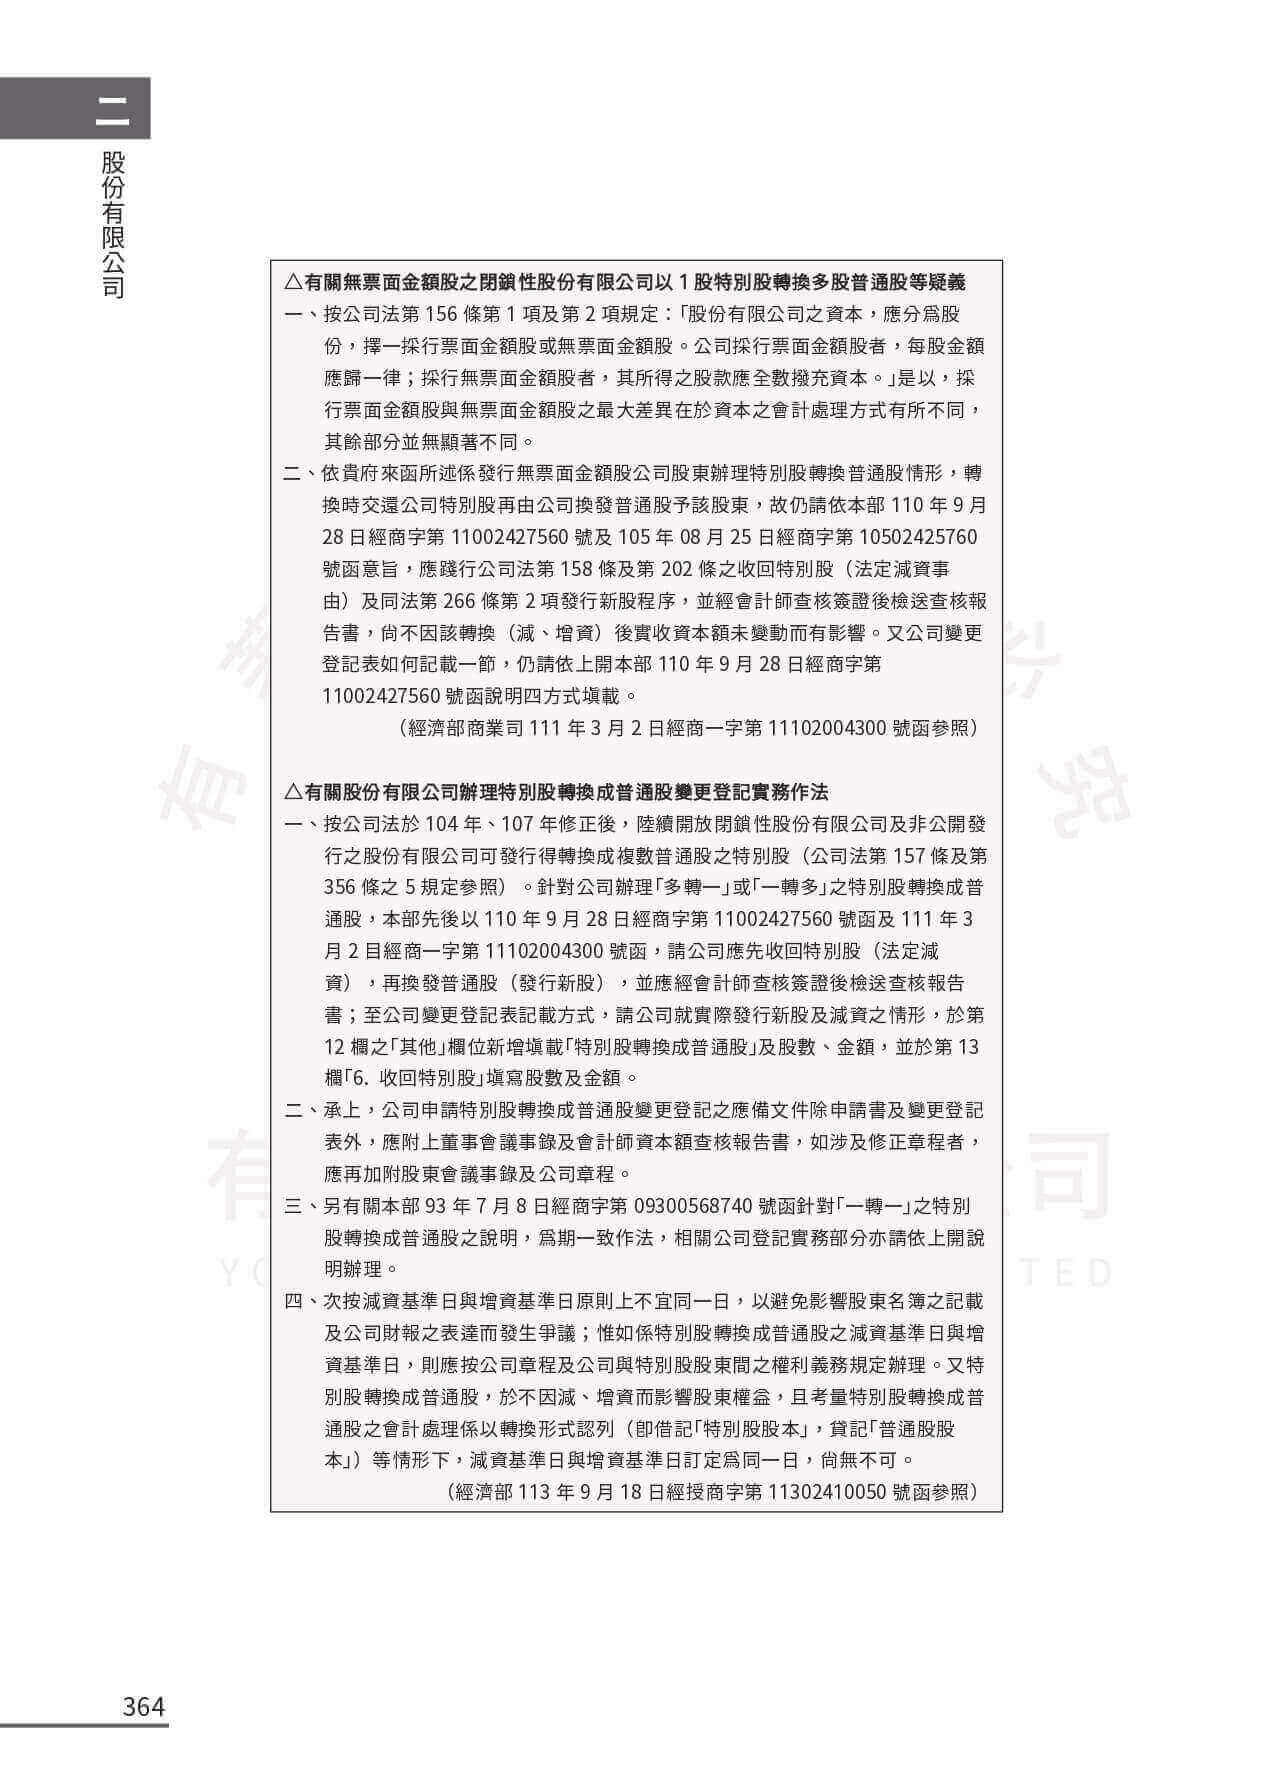 二
股份有限公司
△有關無票面金額股之閉鎖性股份有限公司以 1 股特別股轉換多股普通股等疑義
一、按公司法第 156 條第 1 項及第 2 項規定：「股份有限公司之資本，應分為股
份，擇一採行票面金額股或無票面金額股。公司採行票面金額股者，每股金額
應歸一律；採行無票面金額股者，其所得之股款應全數撥充資本。」是以，採
行票面金額股與無票面金額股之最大差異在於資本之會計處理方式有所不同，
其餘部分並無顯著不同。
二、依貴府來函所述係發行無票面金額股公司股東辦理特別股轉換普通股情形，轉
換時交還公司特別股再由公司換發普通股予該股東，故仍請依本部 110 年 9 月
28 日經商字第 11002427560 號及 105 年 08 月 25 日經商字第 10502425760
號函意旨，應踐行公司法第 158 條及第 202 條之收回特別股（法定減資事
由）及同法第 266 條第 2 項發行新股程序，並經會計師查核簽證後檢送查核報
告書，尚不因該轉換（減、增資）後實收資本額未變動而有影響。又公司變更
登記表如何記載一節，仍請依上開本部 110 年 9 月 28 日經商字第
11002427560 號函說明四方式填載。
（經濟部商業司 111 年 3 月 2 日經商一字第 11102004300 號函參照）
△有關股份有限公司辦理特別股轉換成普通股變更登記實務作法
一、按公司法於 104 年、107 年修正後，陸續開放閉鎖性股份有限公司及非公開發
行之股份有限公司可發行得轉換成複數普通股之特別股（公司法第 157 條及第
356 條之 5 規定參照）。針對公司辦理「多轉一」或「一轉多」之特別股轉換成普
通股，本部先後以 110 年 9 月 28 日經商字第 11002427560 號函及 111 年 3
月 2 目經商一字第 11102004300 號函，請公司應先收回特別股（法定減
資），再換發普通股（發行新股），並應經會計師查核簽證後檢送查核報告
書；至公司變更登記表記載方式，請公司就實際發行新股及減資之情形，於第
12 欄之「其他」欄位新增填載「特別股轉換成普通股」及股數、金額，並於第 13
欄「6. 收回特別股」填寫股數及金額。
二、承上，公司申請特別股轉換成普通股變更登記之應備文件除申請書及變更登記
表外，應附上董事會議事錄及會計師資本額查核報告書，如涉及修正章程者，
應再加附股東會議事錄及公司章程。
三、另有關本部 93 年 7 月 8 日經商字第 09300568740 號函針對「一轉一」之特別
股轉換成普通股之說明，為期一致作法，相關公司登記實務部分亦請依上開說
明辦理。
四、次按減資基準日與增資基準日原則上不宜同一日，以避免影響股東名簿之記載
及公司財報之表達而發生爭議；惟如係特別股轉換成普通股之減資基準日與增
資基準日，則應按公司章程及公司與特別股股東間之權利義務規定辦理。又特
別股轉換成普通股，於不因減、增資而影響股東權益，且考量特別股轉換成普
通股之會計處理係以轉換形式認列（即借記「特別股股本」，貸記「普通股股
本」）等情形下，減資基準日與增資基準日訂定為同一日，尚無不可。
（經濟部 113 年 9 月 18 日經授商字第 11302410050 號函參照）
364